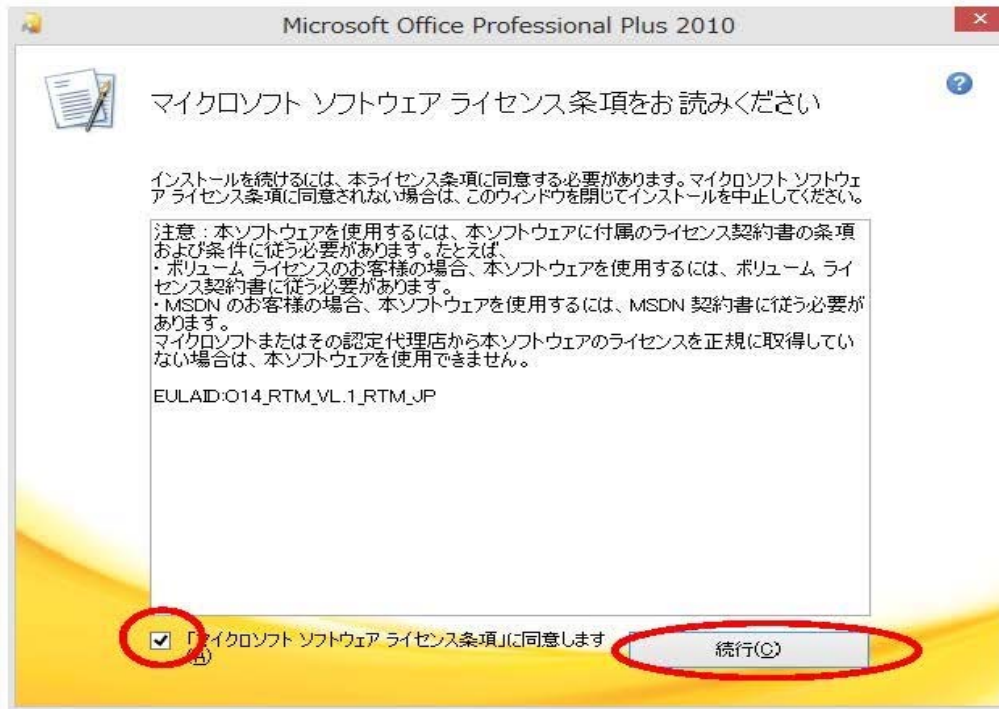 Microsoft Office Professional Plus 2010
マイクロソフト ソフトウェア ライセンス条項をお読みください
インストールを続けるには、本ライセンス条項に同意する必要があります。マイクロソフト ソフトウェ
ア ライセンス条項に同意されない場合は、このウィンドウを閉じてインストールを中止してください。
注意：本ソフトウェアを使用するには、本ソフトウェアに付属のライセンス契約書の条項
および条件に従う必要があります。たとえば、
・ボリューム ライセンスのお客様の場合、本ソフトウェアを使用するには、ボリューム ライ
センス契約書に従う必要があります。
・MSDN のお客様の場合、本ソフトウェアを使用するには、MSDN 契約書に従う必要が
あります。
マイクロソフトまたはその認定代理店から本ソフトウェアのライセンスを正規に取得してい
ない場合は、本ソフトウェアを使用できません。
EULAID:O14_RTM_VL.1_RTM_JP
「マイクロソフト ソフトウェア ライセンス条項」に同意します
(A)
続行(C)